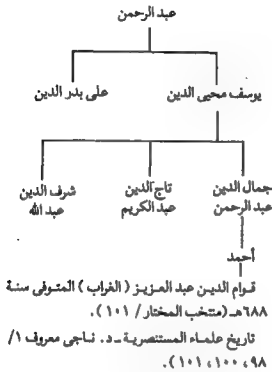 عبد الرحمن
يوسف محيى الدين    على بدر الدين
جمال الدين    تاج الدين    شرف الدين
عبد الرحمن    عبد الكريم    عبد الله
أحمد
قوام الدين عبد العزيز (الغراب) المتوفى سنة
٦٨٨هـ. (منتخب المختار/ ١٠١).
تاريخ علماء المستنصرية ـ د. ناجى معروف ١/
٩٨، ١٠٠، ١٠١).